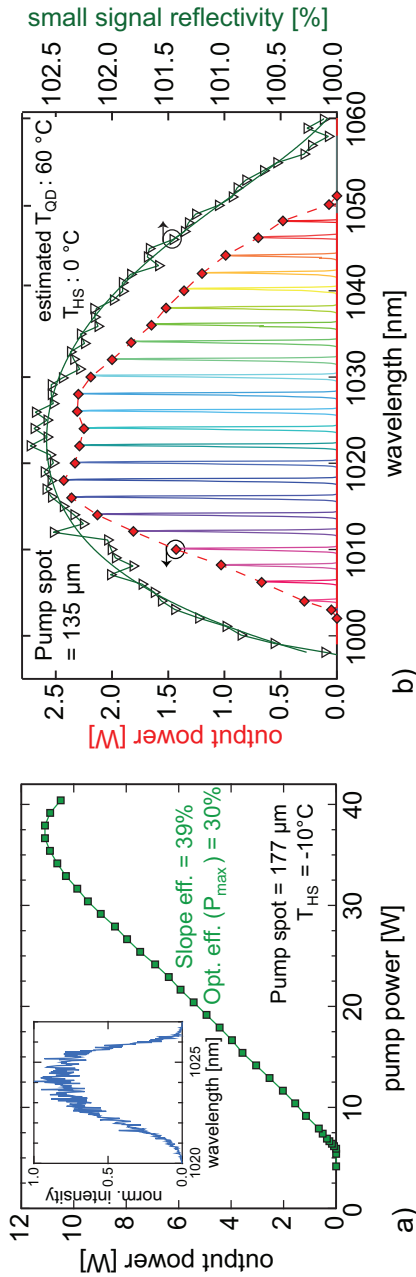 a)
output power [W]
12
10
8
6
4
2
0
0
10
20
30
40
pump power [W]
norm. intensity
1.0
0.5
0.0
1020
1025
wavelength [nm]
Slope eff. = 39%
Opt. eff. (Pmax) = 30%
Pump spot = 177 μm
THS = -10°C
b)
output power [W]
2.5
2.0
1.5
1.0
0.5
0.0
1000
1010
1020
1030
1040
1050
1060
wavelength [nm]
small signal reflectivity [%]
102.5
102.0
101.5
101.0
100.5
100.0
Pump spot
= 135 μm
estimated TQD: 60 °C
THS: 0 °C